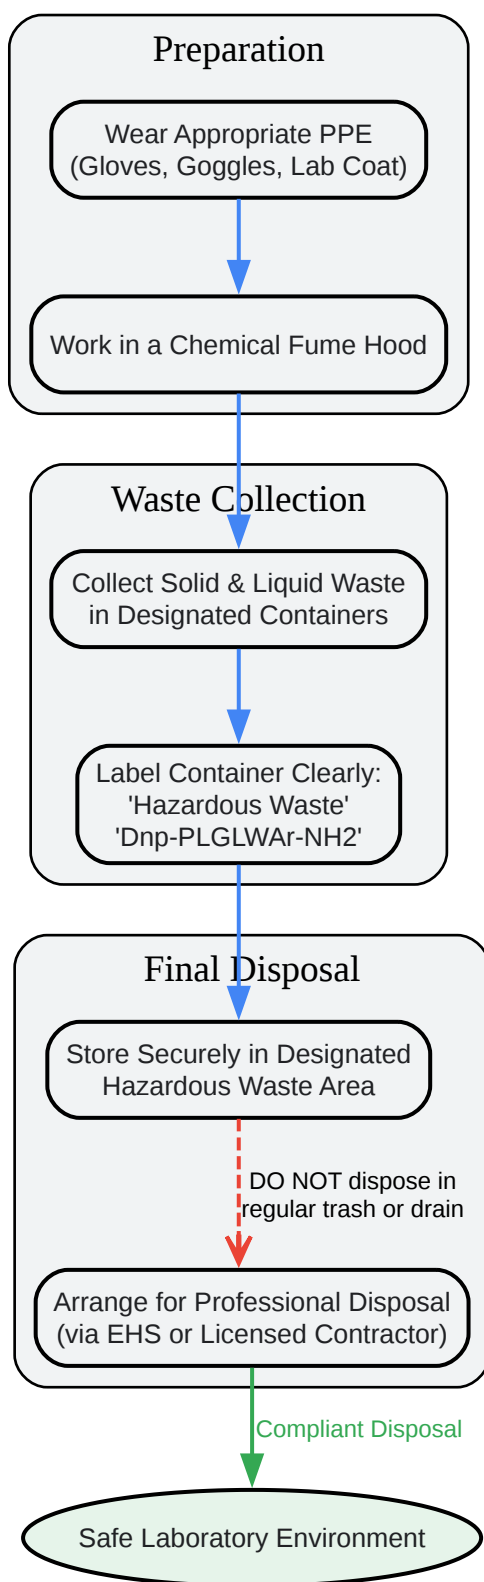 Preparation
Wear Appropriate PPE
(Gloves, Goggles, Lab Coat)
Work in a Chemical Fume Hood
Waste Collection
Collect Solid & Liquid Waste
in Designated Containers
Label Container Clearly:
'Hazardous Waste'
'Dnp-PLGLWAr-NH2'
Final Disposal
Store Securely in Designated
Hazardous Waste Area
DO NOT dispose in
regular trash or drain
Arrange for Professional Disposal
(via EHS or Licensed Contractor)
Compliant Disposal
Safe Laboratory Environment